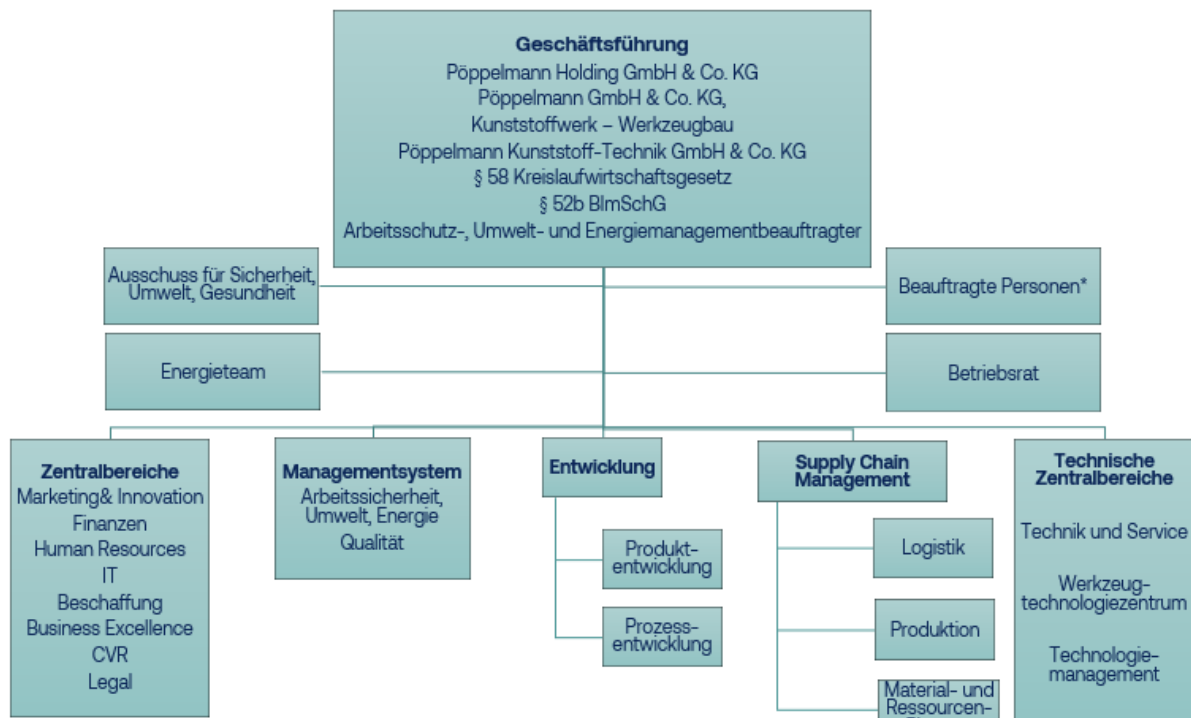 Geschäftsführung
Pöppelmann Holding GmbH & Co. KG
Pöppelmann GmbH & Co. KG,
Kunststoffwerk – Werkzeugbau
Pöppelmann Kunststoff-Technik GmbH & Co. KG
§ 58 Kreislaufwirtschaftsgesetz
§ 52b BImSchG
Arbeitsschutz-, Umwelt- und Energiemanagementbeauftragter
Ausschuss für Sicherheit,
Umwelt, Gesundheit
Beauftragte Personen*
Energieteam
Betriebsrat
Zentralbereiche
Marketing& Innovation
Finanzen
Human Resources
IT
Beschaffung
Business Excellence
CVR
Legal
Managementsystem
Arbeitssicherheit,
Umwelt, Energie
Qualität
Entwicklung
Produkt-
entwicklung
Prozess-
entwicklung
Supply Chain
Management
Logistik
Produktion
Material- und
Ressourcen-
Technische
Zentralbereiche
Technik und Service
Werkzeug-
technologiezentrum
Technologie-
management